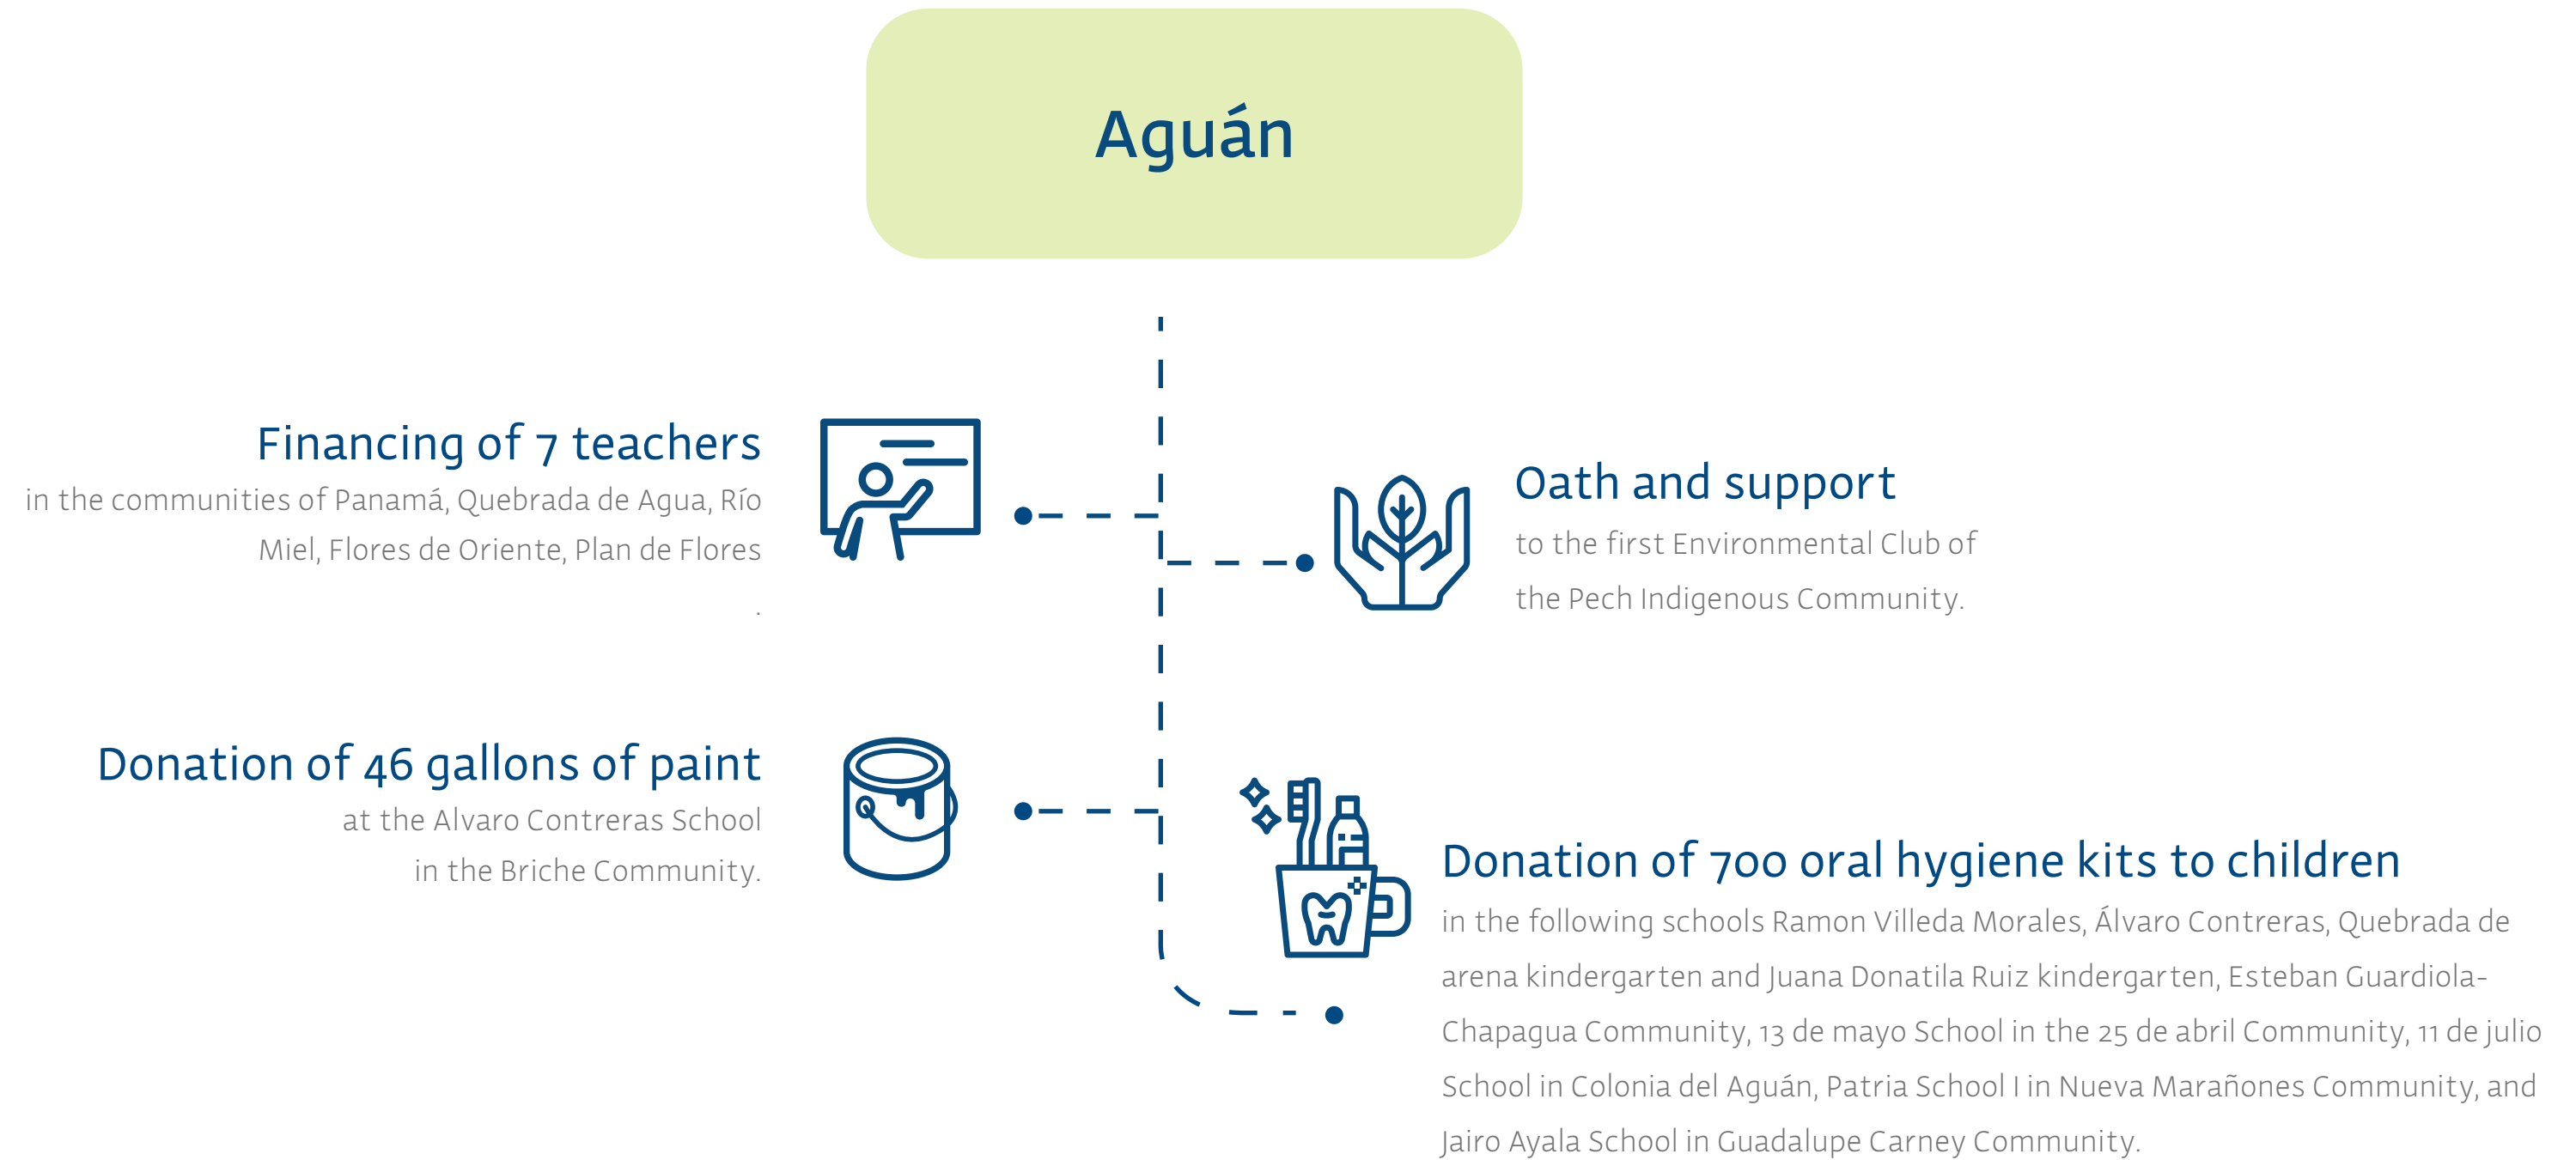 Aguán
Financing of 7 teachers
in the communities of Panamá, Quebrada de Agua, Río
Miel, Flores de Oriente, Plan de Flores
.
Oath and support
to the first Environmental Club of
the Pech Indigenous Community.
Donation of 46 gallons of paint
at the Alvaro Contreras School
in the Briche Community.
Donation of 700 oral hygiene kits to children
in the following schools Ramon Villeda Morales, Álvaro Contreras, Quebrada de
arena kindergarten and Juana Donatila Ruiz kindergarten, Esteban Guardiola-
Chapagua Community, 13 de mayo School in the 25 de abril Community, 11 de julio
School in Colonia del Aguán, Patria School I in Nueva Marañones Community, and
Jairo Ayala School in Guadalupe Carney Community.